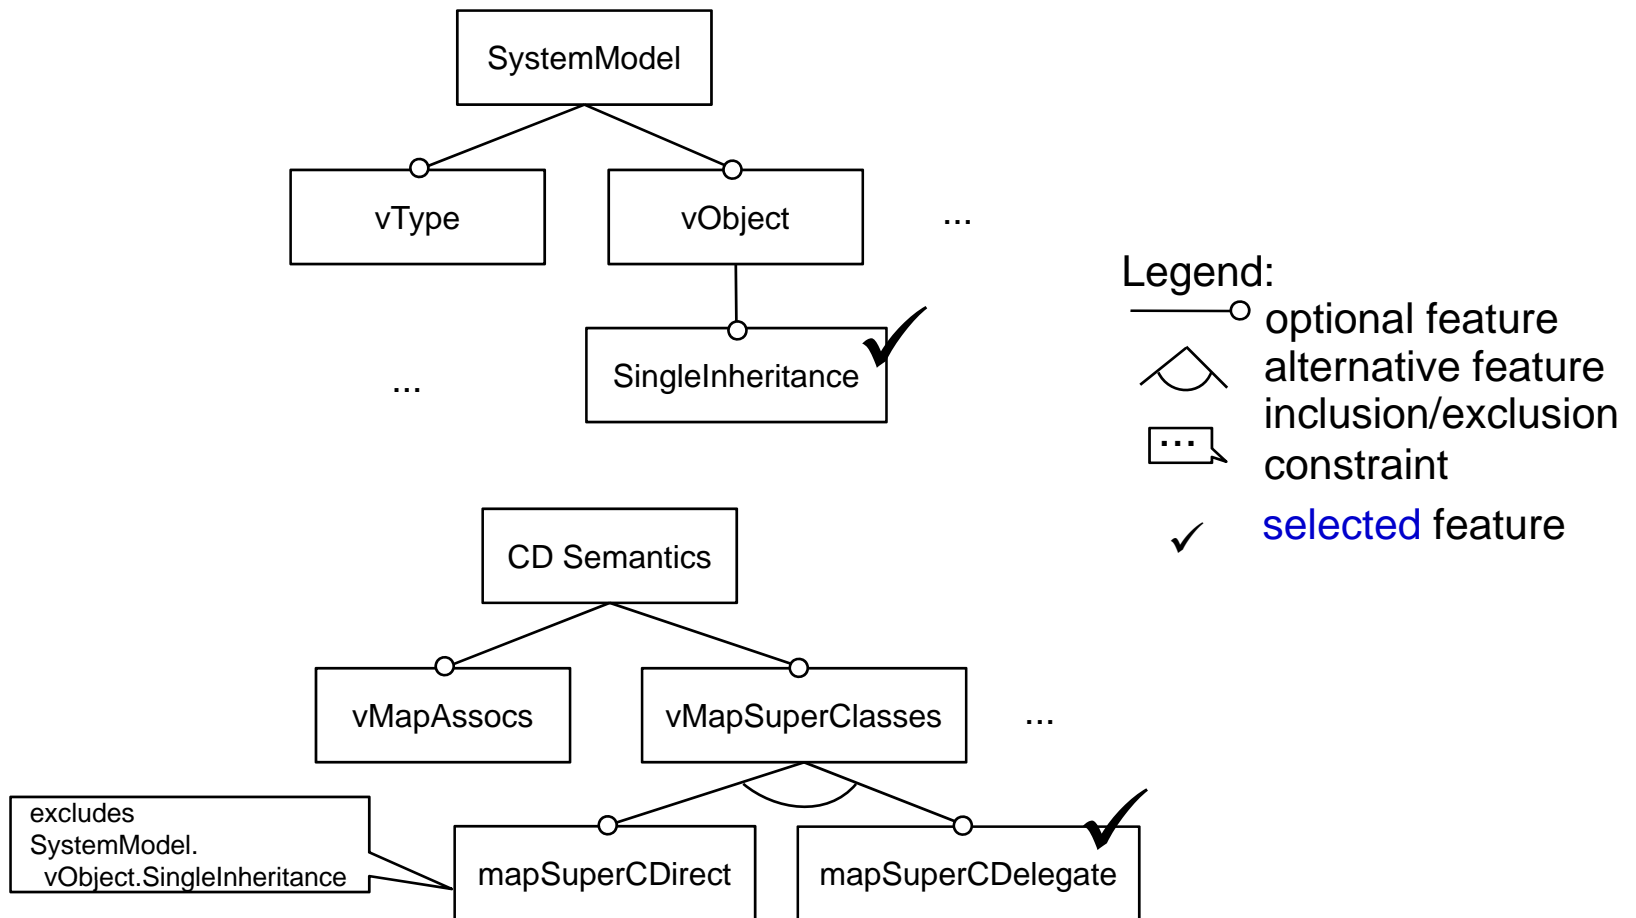 SystemModel
vType
vObject
...
SingleInheritance
...
Legend:
optional feature
alternative feature
inclusion/exclusion
...
constraint
selected feature
CD Semantics
vMapAssocs
vMapSuperClasses
...
excludes
SystemModel.
vObject.SingleInheritance
mapSuperCDirect
mapSuperCDelegate